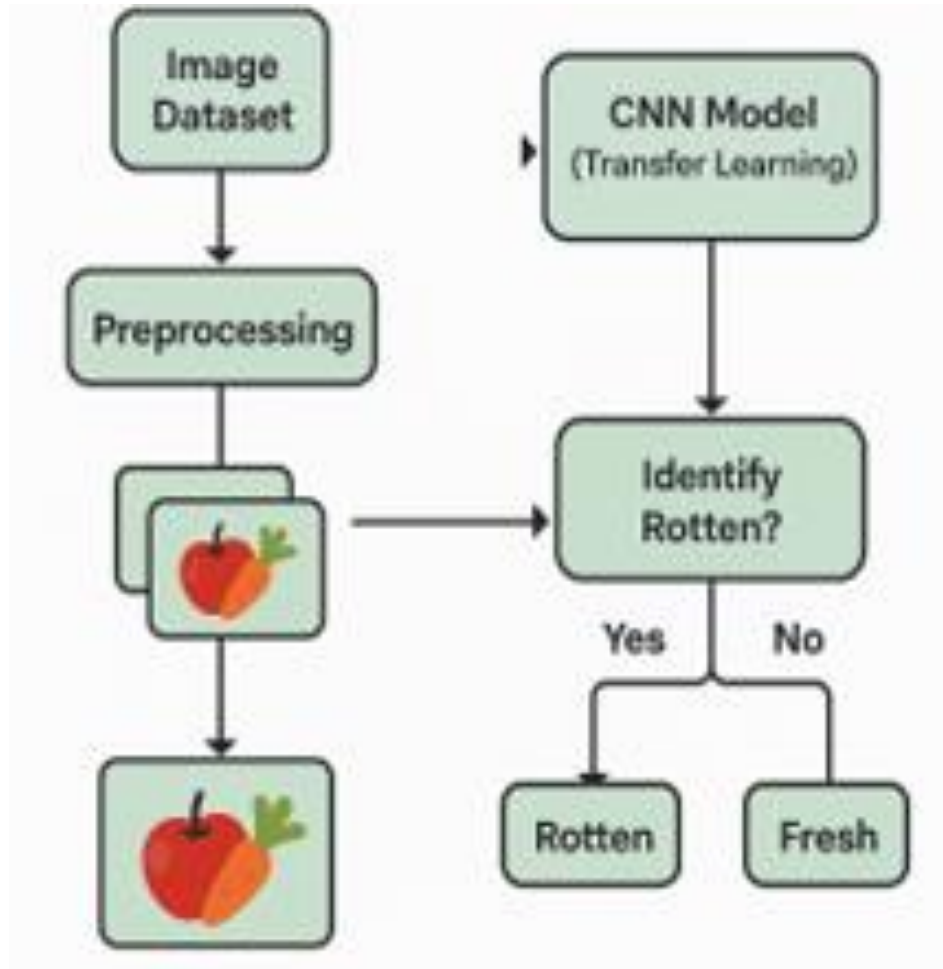 Image
Dataset
Preprocessing
CNN Model
(Transfer Learning)
Identify
Rotten?
Yes
No
Rotten
Fresh